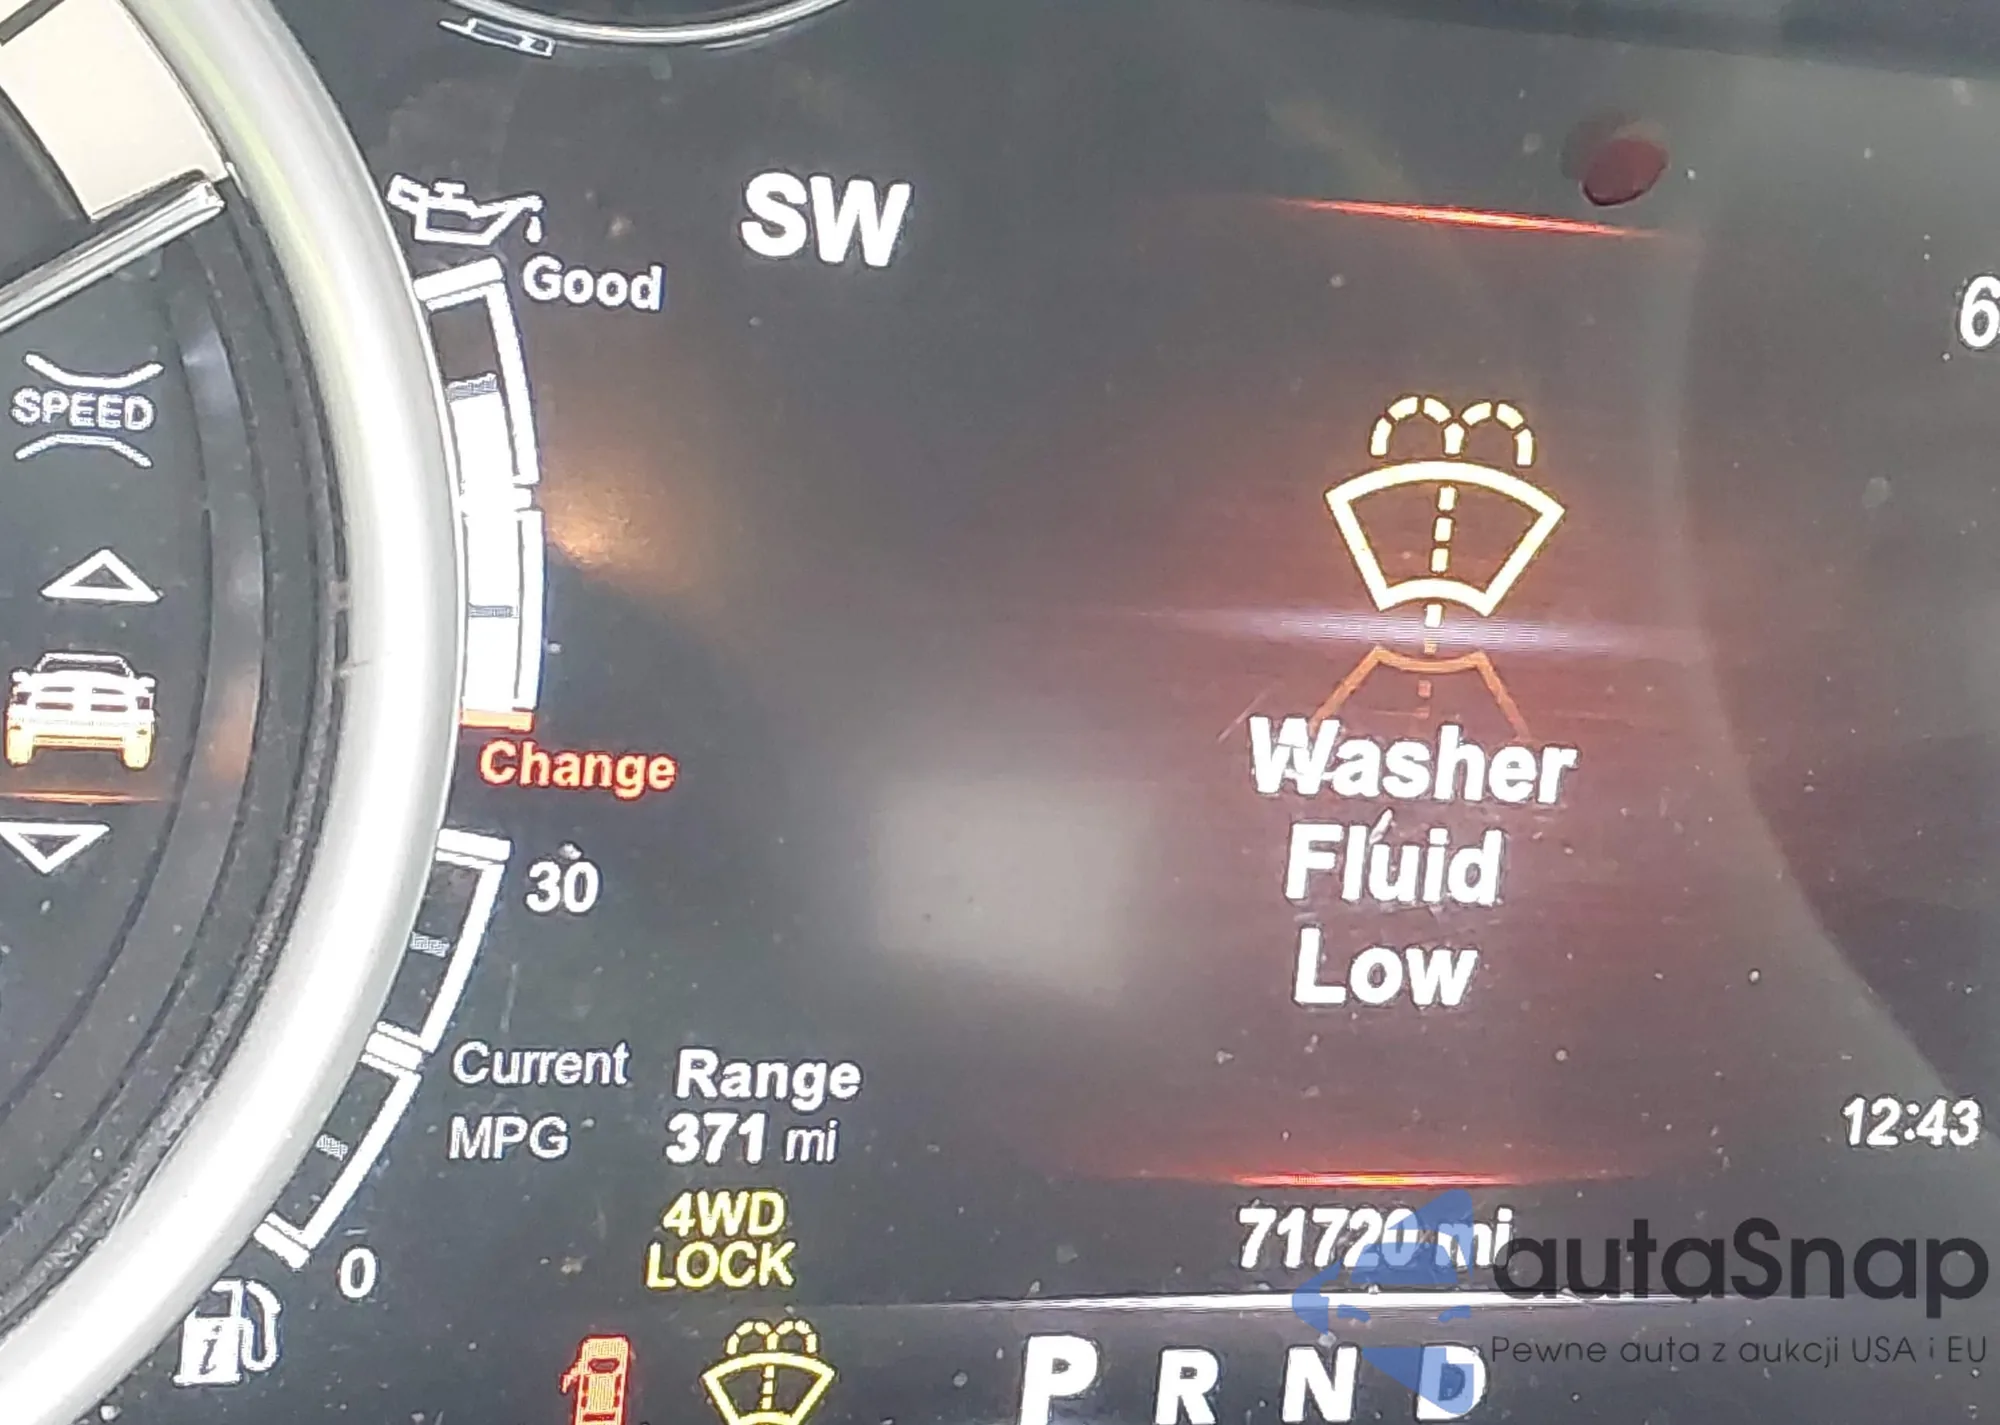 SW
Good
6
SPEED
Change
Washer
Fluid
Low
30
Current
MPG
Range
371 mi
12:43
4WD
LOCK
71720 mi
0
P R N D
autaSnap
Pewne auta z aukcji USA i EU